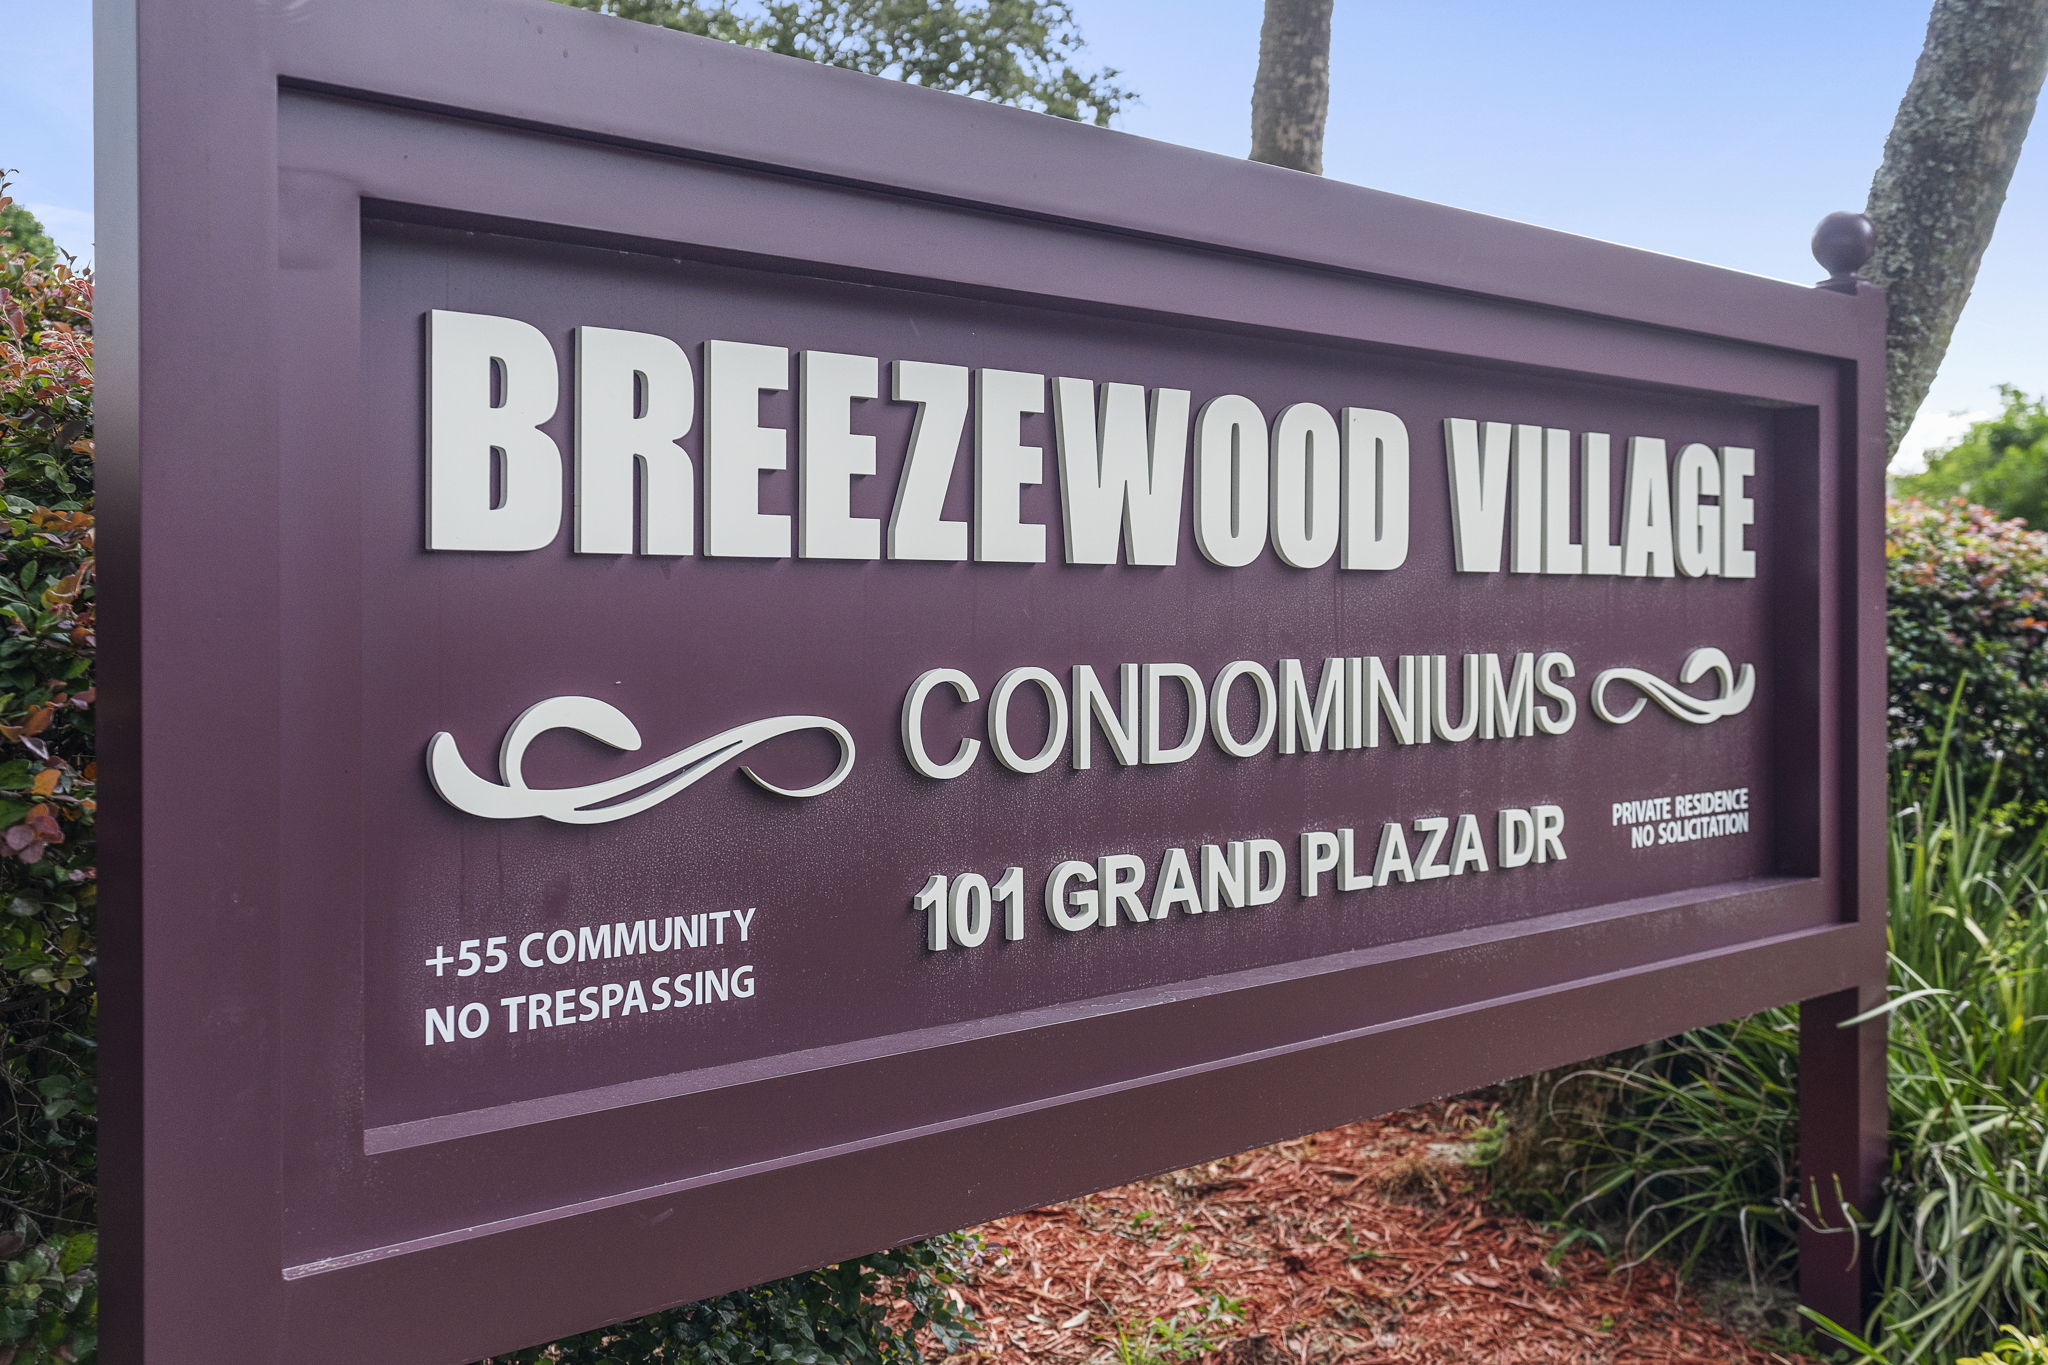 BREEZEWOOD VILLAGE
CONDOMINIUMS
101 GRAND PLAZA DR
PRIVATE RESIDENCE
NO SOLICITATION
+55 COMMUNITY
NO TRESPASSING